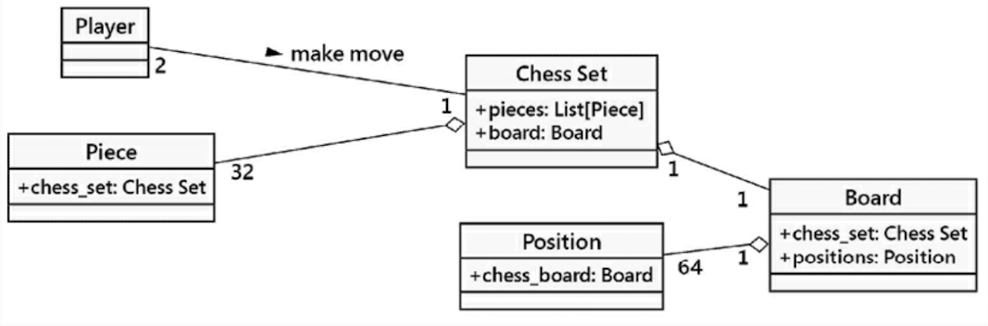 Player
2
make move
Chess Set
+pieces: List[Piece]
+board: Board
1
Piece
+chess_set: Chess Set
32
1
1
Board
+chess_set: Chess Set
+positions: Position
Position
+chess_board: Board
64
1